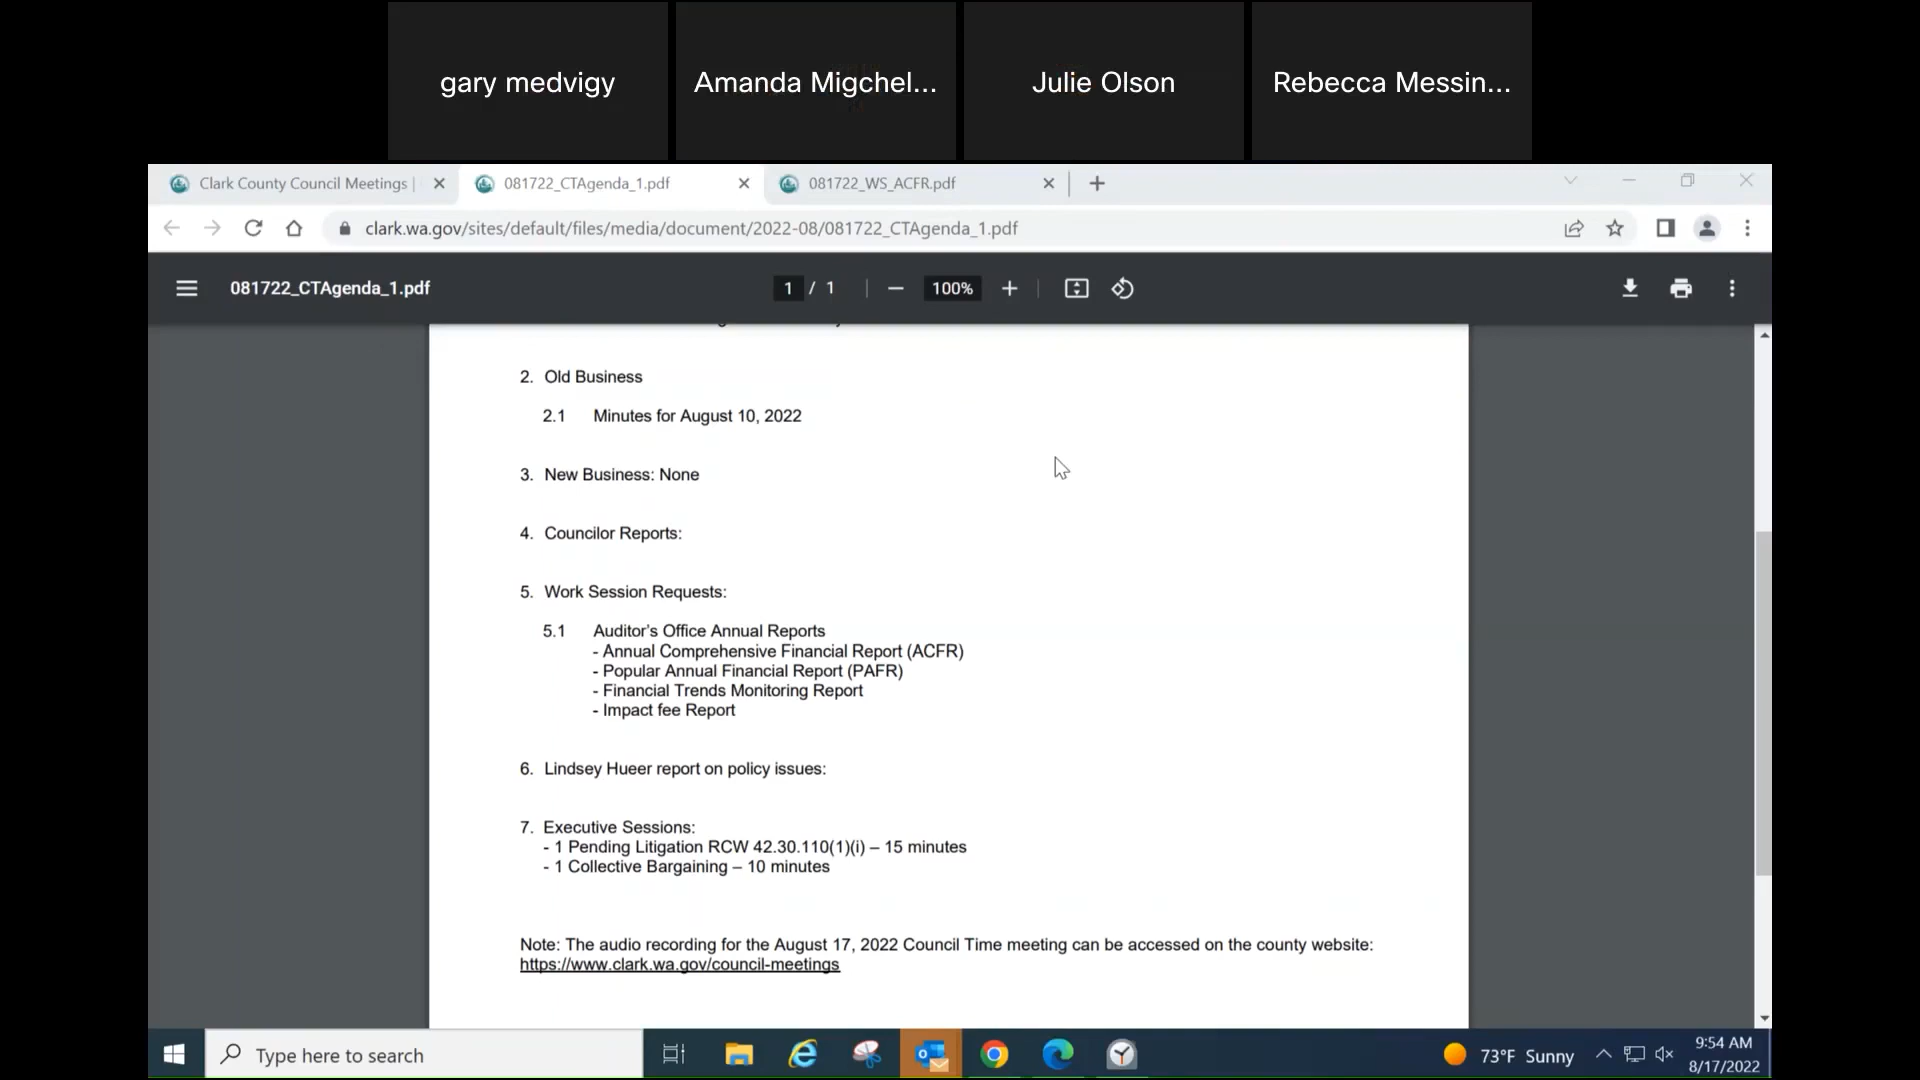 gary medvigy
Amanda Migchel...
Julie Olson
Rebecca Messin...
Clark County Council Meetings |
081722_CTAgenda_1.pdf
081722_WS_ACFR.pdf
clark.wa.gov/sites/default/files/media/document/2022-08/081722_CTAgenda_1.pdf
081722_CTAgenda_1.pdf
1 / 1
100%
2. Old Business
2.1 Minutes for August 10, 2022
3. New Business: None
4. Councilor Reports:
5. Work Session Requests:
5.1 Auditor's Office Annual Reports
- Annual Comprehensive Financial Report (ACFR)
- Popular Annual Financial Report (PAFR)
- Financial Trends Monitoring Report
- Impact fee Report
6. Lindsey Hueer report on policy issues:
7. Executive Sessions:
- 1 Pending Litigation RCW 42.30.110(1)(i) – 15 minutes
- 1 Collective Bargaining – 10 minutes
Note: The audio recording for the August 17, 2022 Council Time meeting can be accessed on the county website:
https://www.clark.wa.gov/council-meetings
Type here to search
73°F Sunny
9:54 AM
8/17/2022